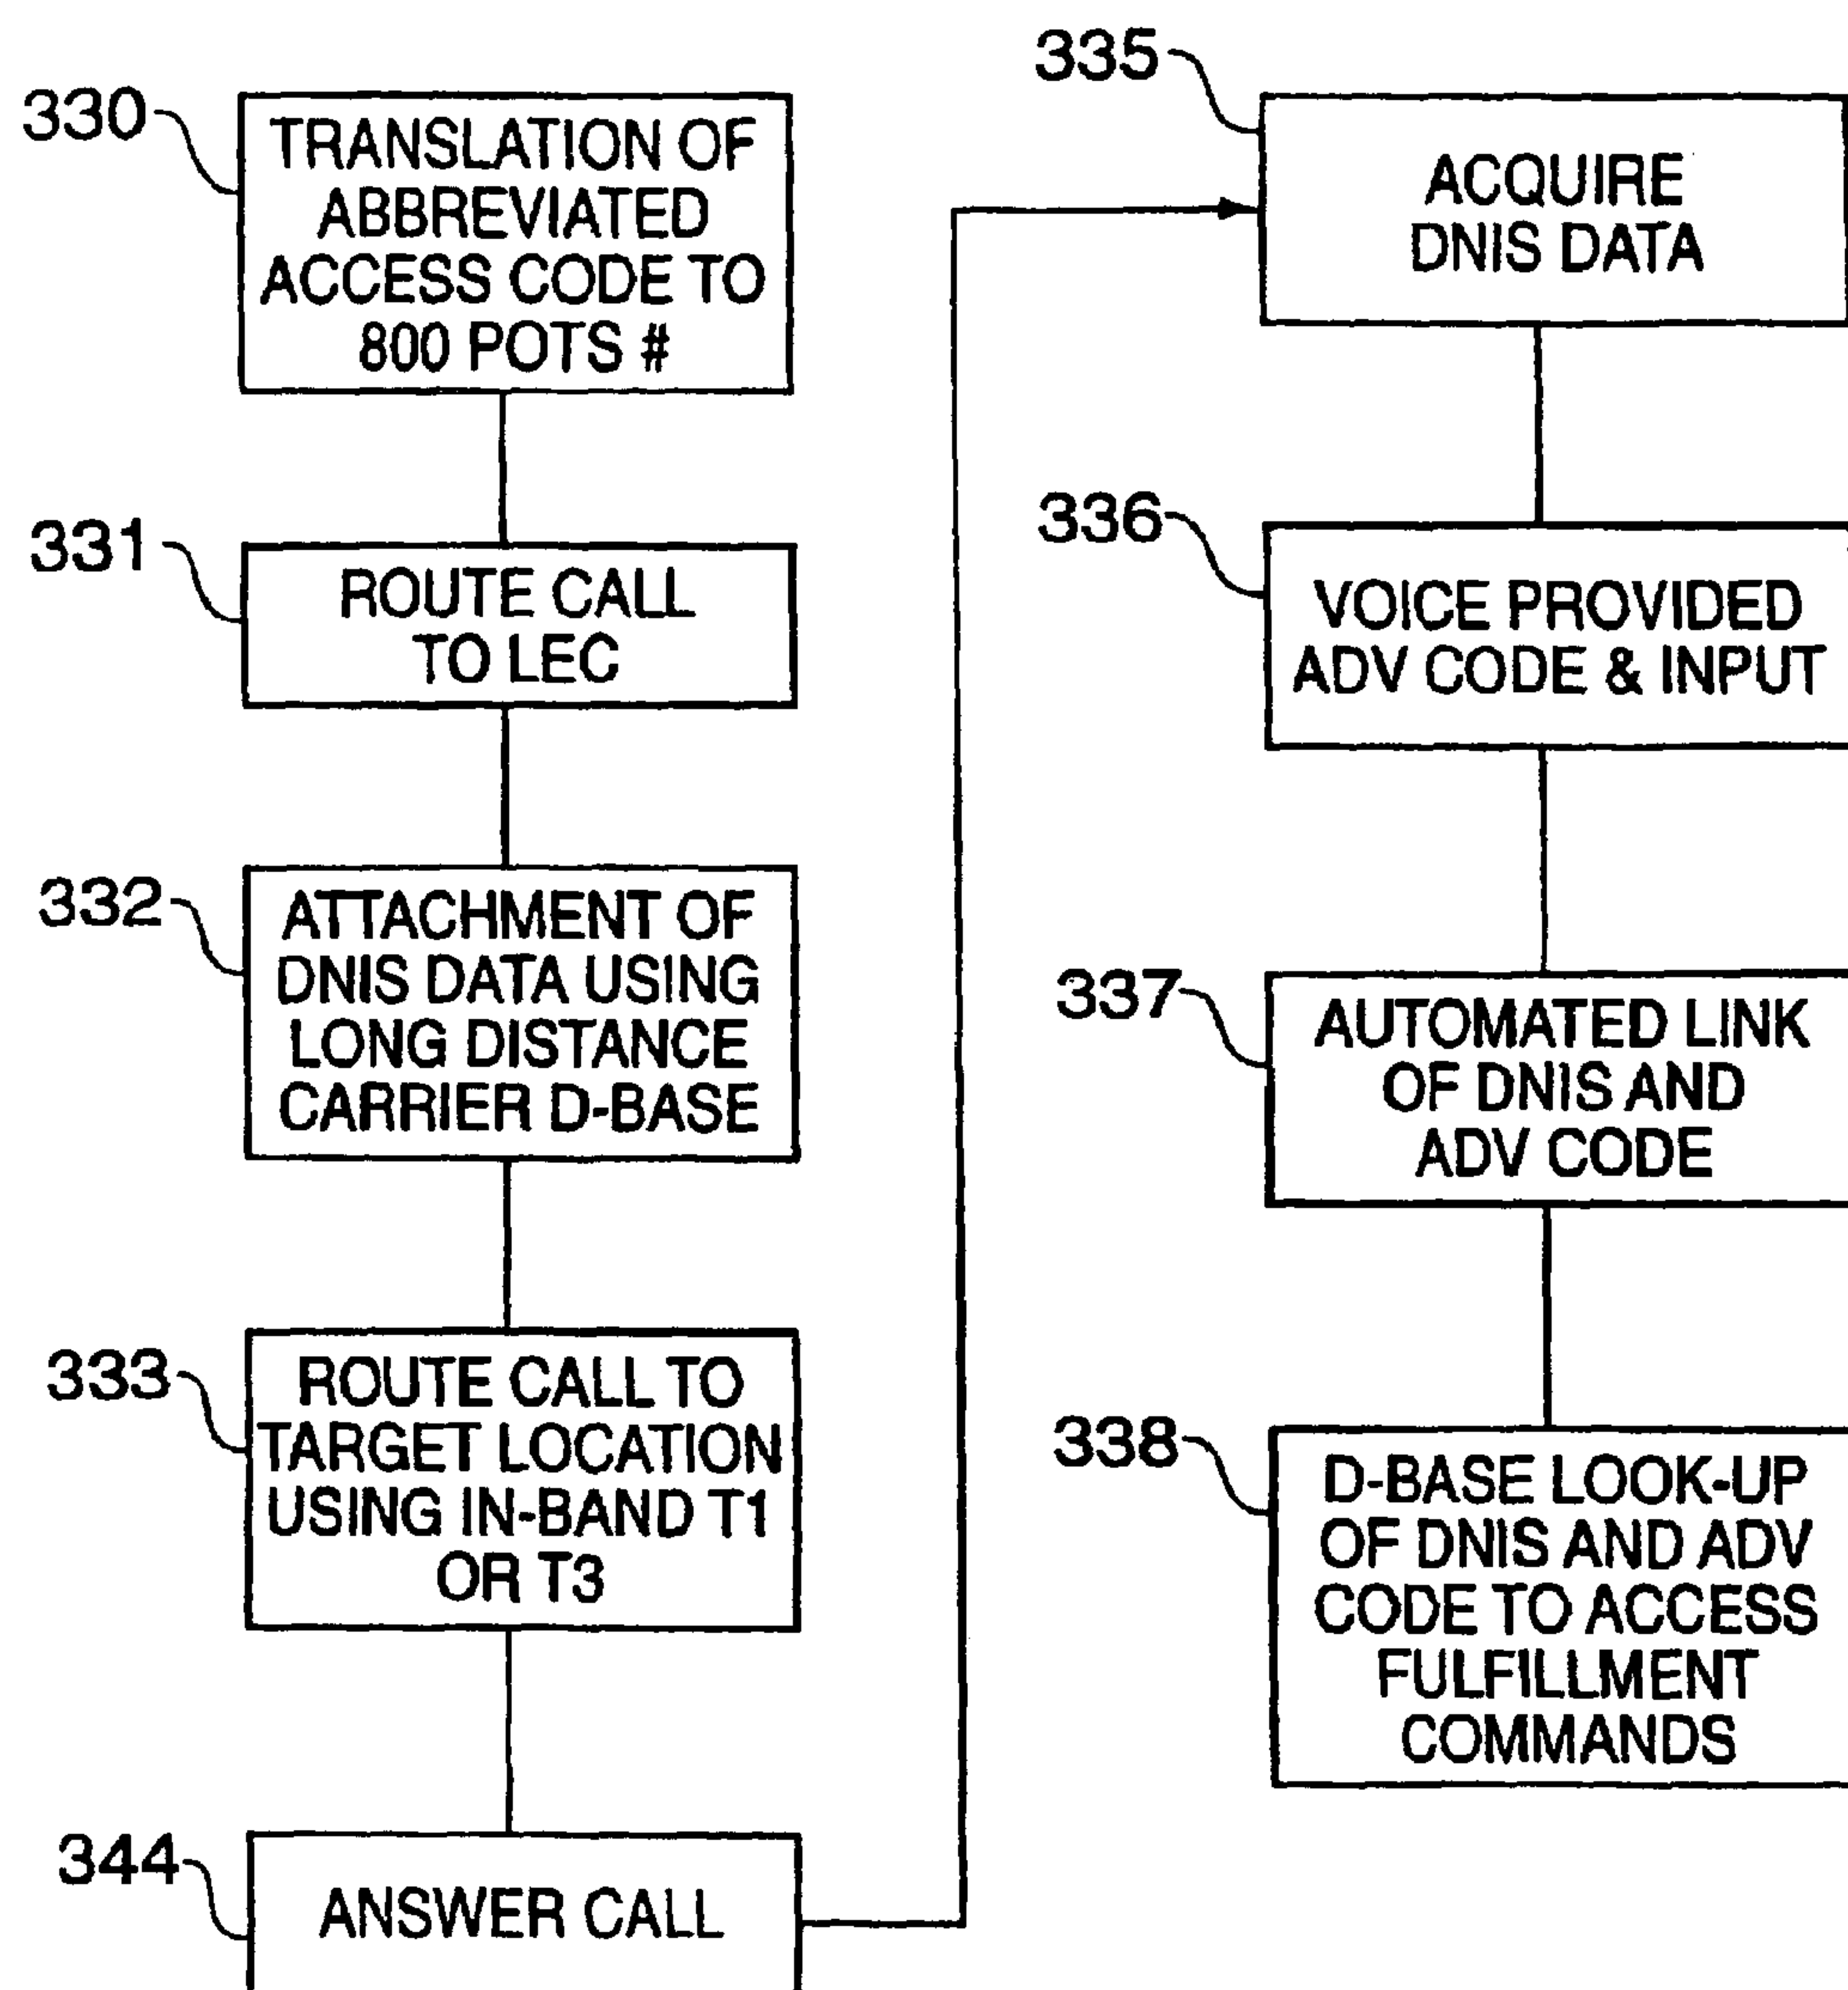 330
TRANSLATION OF
ABBREVIATED
ACCESS CODE TO
800 POTS #
331
ROUTE CALL
TO LEC
332
ATTACHMENT OF
DNIS DATA USING
LONG DISTANCE
CARRIER D-BASE
333
ROUTE CALL TO
TARGET LOCATION
USING IN-BAND T1
OR T3
344
ANSWER CALL
335
ACQUIRE
DNIS DATA
336
VOICE PROVIDED
ADV CODE & INPUT
337
AUTOMATED LINK
OF DNIS AND
ADV CODE
338
D-BASE LOOK-UP
OF DNIS AND ADV
CODE TO ACCESS
FULFILLMENT
COMMANDS